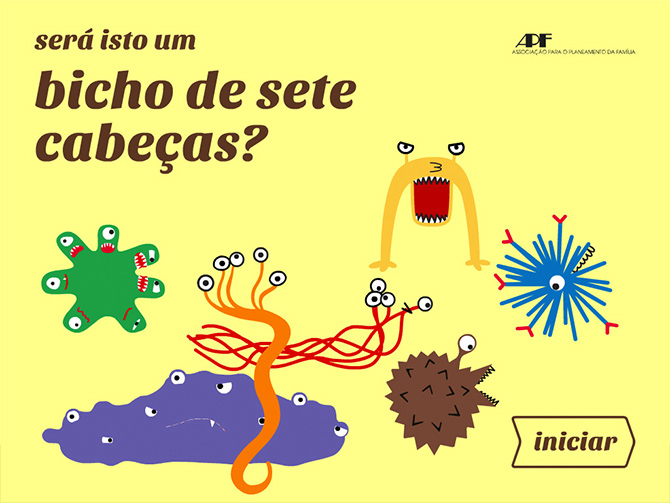 será isto um
APF
ASSOCIAÇÃO PARA O PLANEAMENTO DA FAMÍLIA
bicho de sete
cabeças?
iniciar